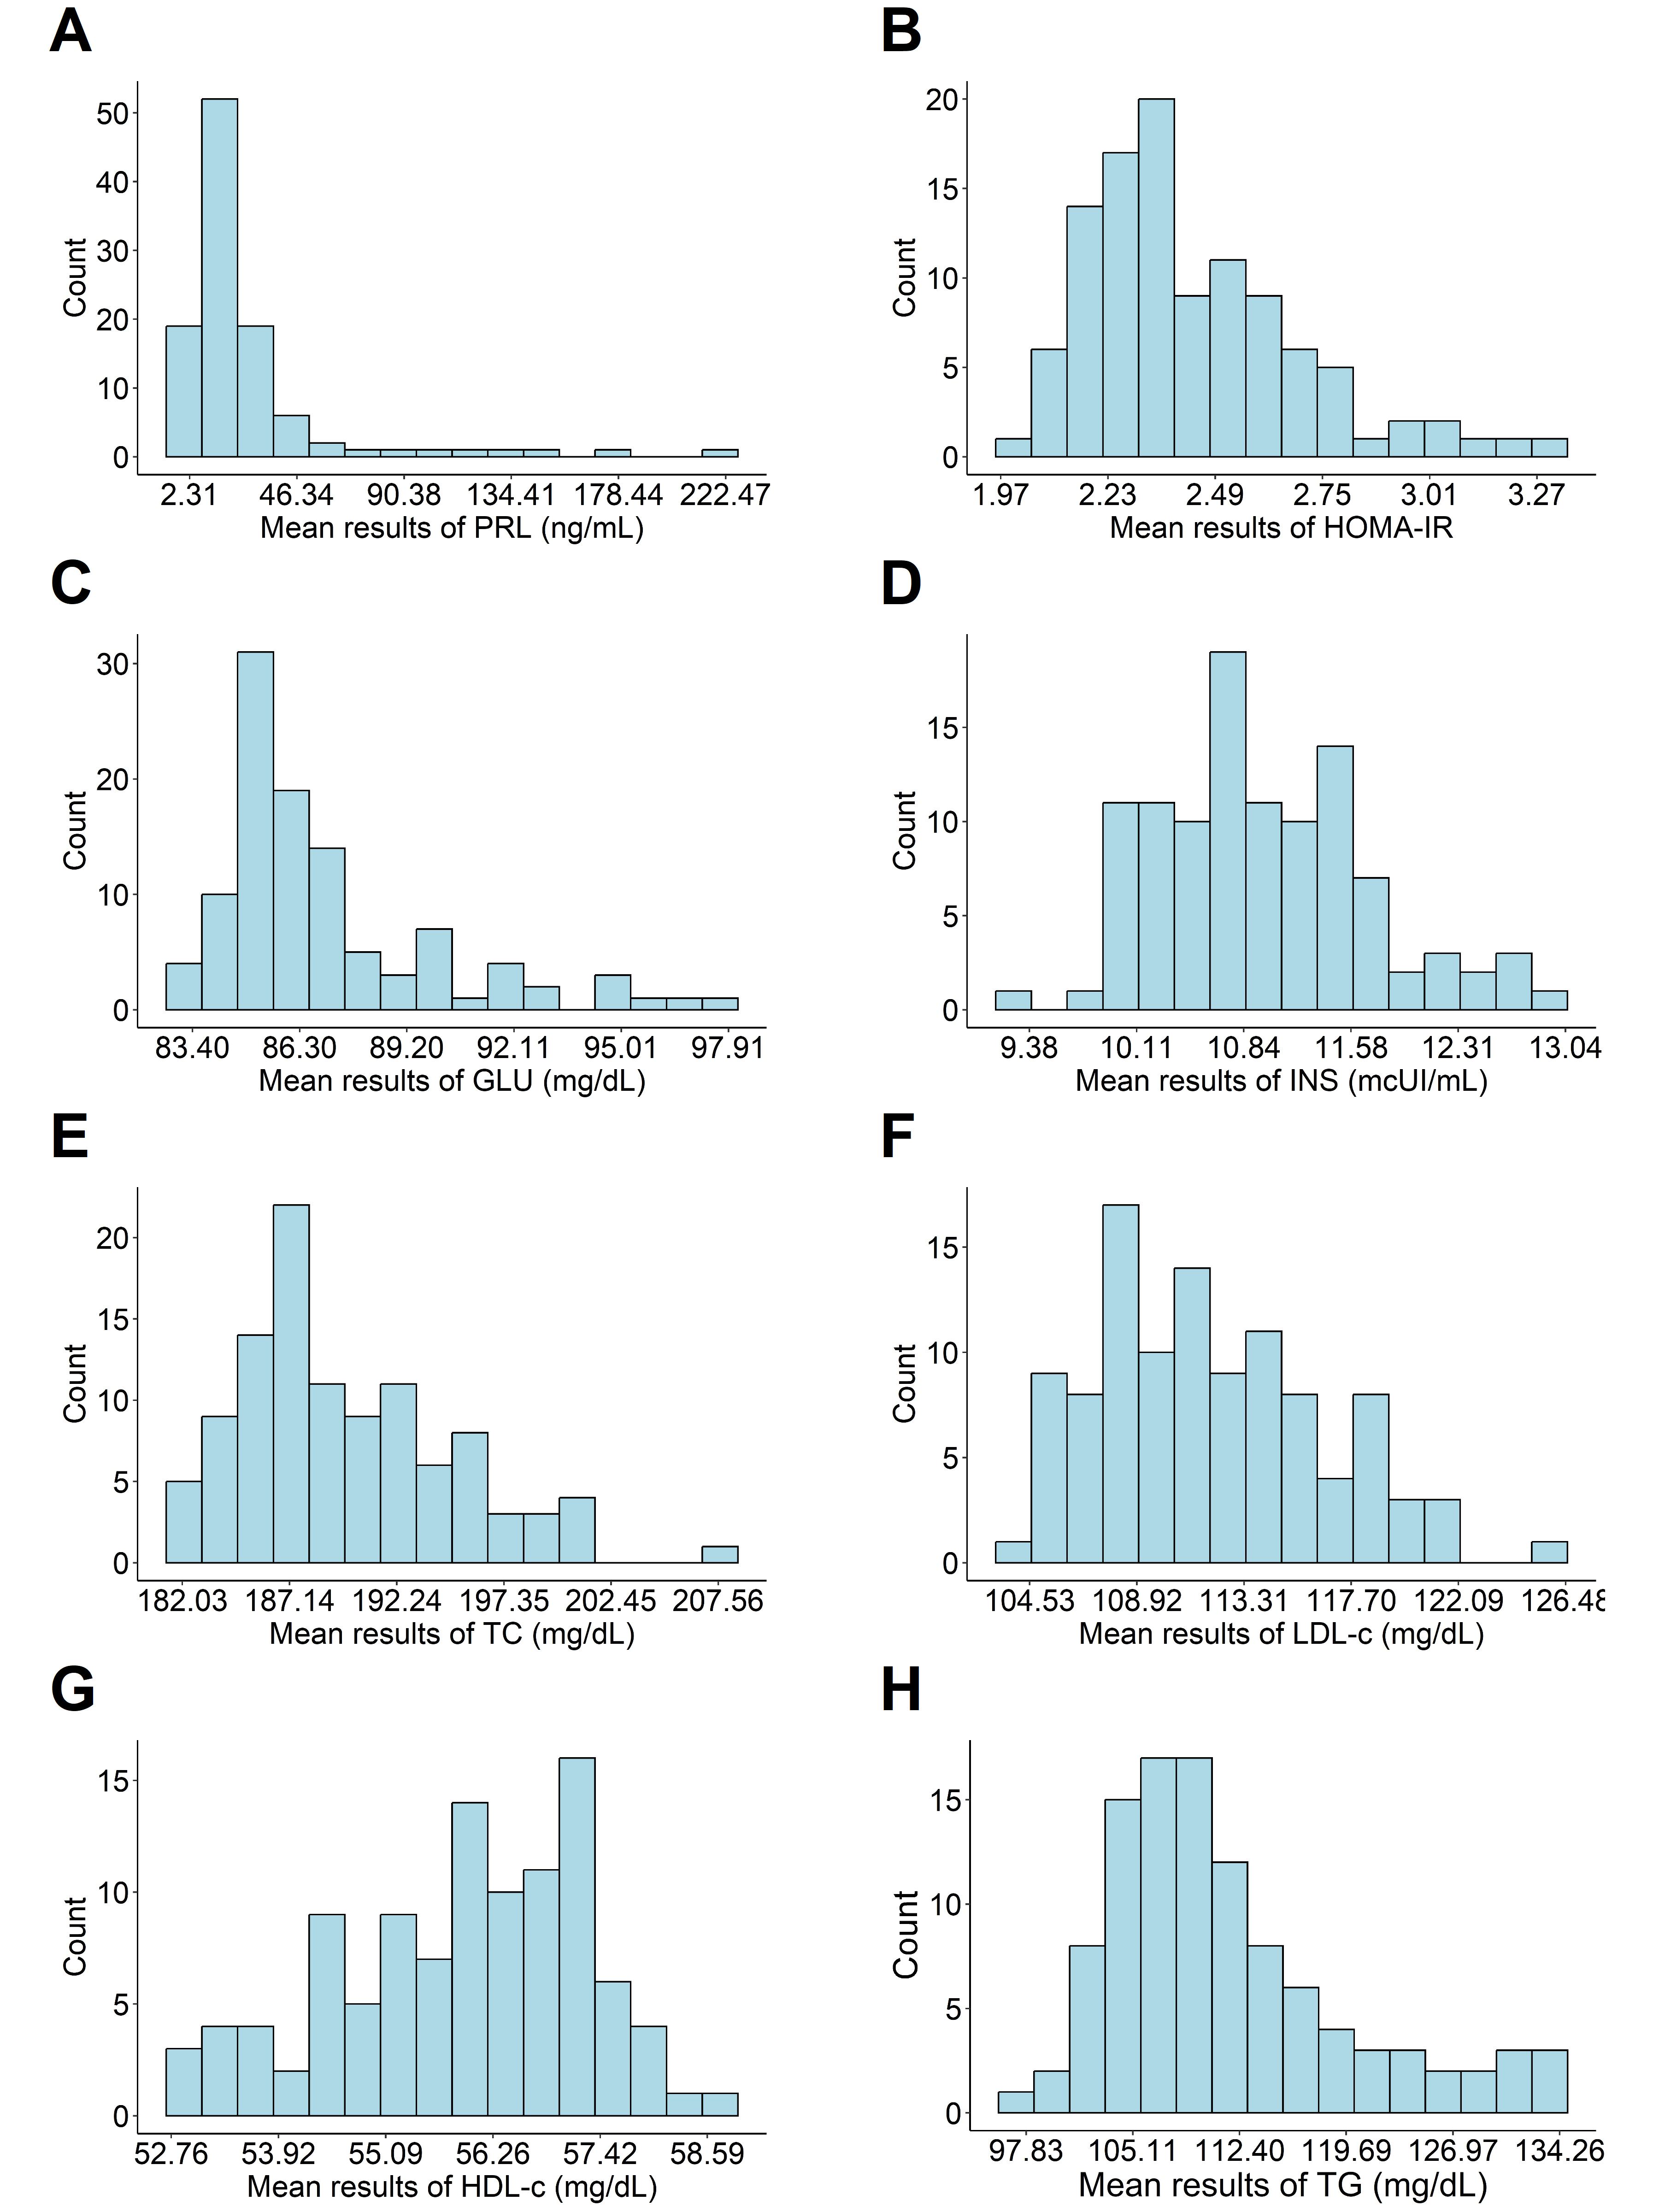 A
Count
50
40
30
20
10
0
2.31 46.34 90.38 134.41 178.44 222.47
Mean results of PRL (ng/mL)
B
Count
20
15
10
5
0
1.97 2.23 2.49 2.75 3.01 3.27
Mean results of HOMA-IR
C
Count
30
20
10
0
83.40 86.30 89.20 92.11 95.01 97.91
Mean results of GLU (mg/dL)
D
Count
15
10
5
0
9.38 10.11 10.84 11.58 12.31 13.04
Mean results of INS (mcUI/mL)
E
Count
20
15
10
5
0
182.03 187.14 192.24 197.35 202.45 207.56
Mean results of TC (mg/dL)
F
Count
15
10
5
0
104.53 108.92 113.31 117.70 122.09 126.48
Mean results of LDL-c (mg/dL)
G
Count
15
10
5
0
52.76 53.92 55.09 56.26 57.42 58.59
Mean results of HDL-c (mg/dL)
H
Count
15
10
5
0
97.83 105.11 112.40 119.69 126.97 134.26
Mean results of TG (mg/dL)